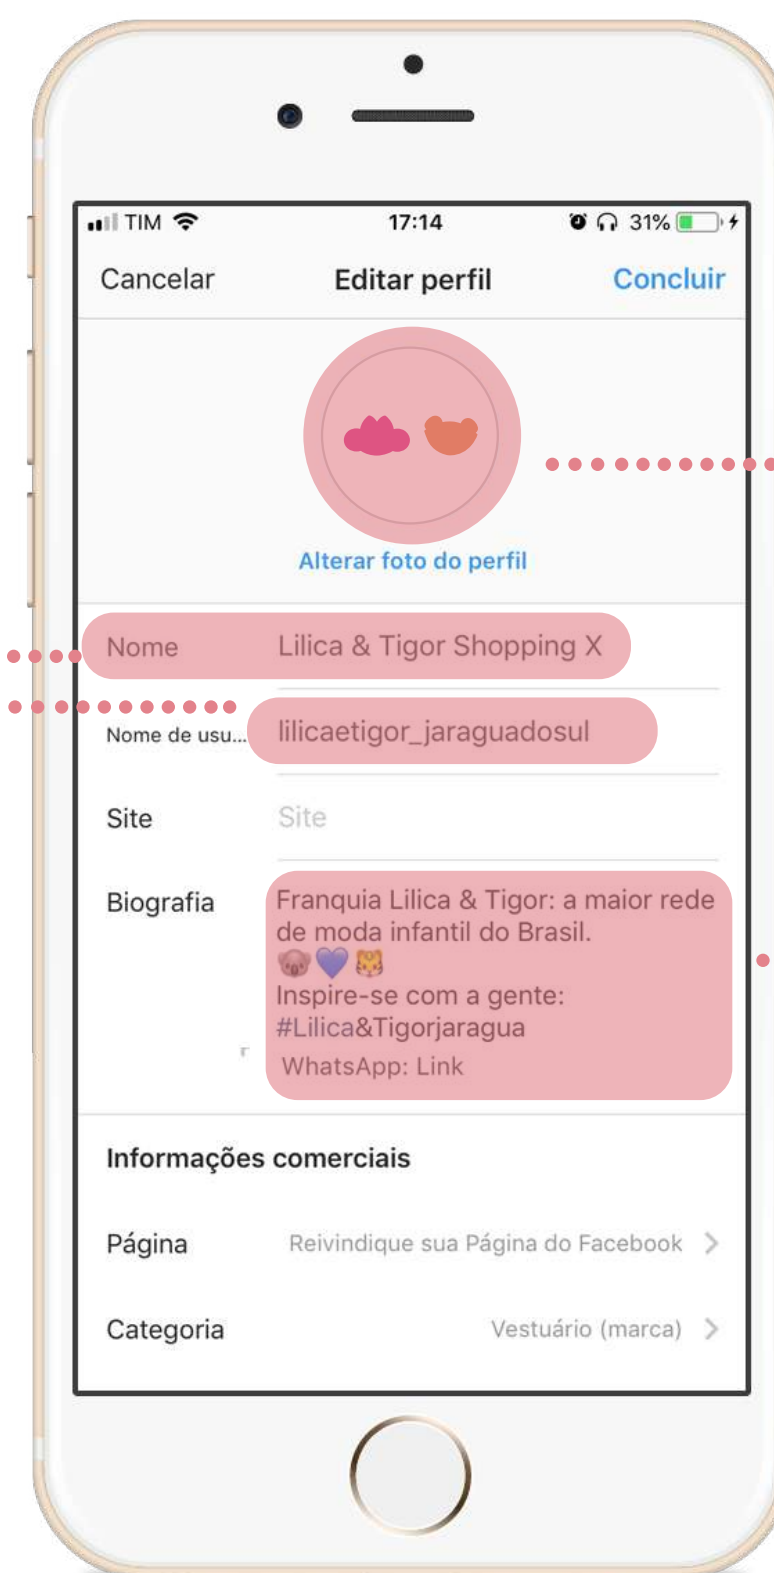 TIM 17:14 31%
Cancelar Editar perfil Concluir
Alterar foto do perfil
Nome Lilica & Tigor Shopping X
Nome de usu... lilicaetigor_jaraguadosul
Site Site
Biografia Franquia Lilica & Tigor: a maior rede
de moda infantil do Brasil.
🐨💙🐯
Inspire-se com a gente:
#Lilica&Tigorjaragua
WhatsApp: Link
Informações comerciais
Página Reivindique sua Página do Facebook
Categoria Vestuário (marca)